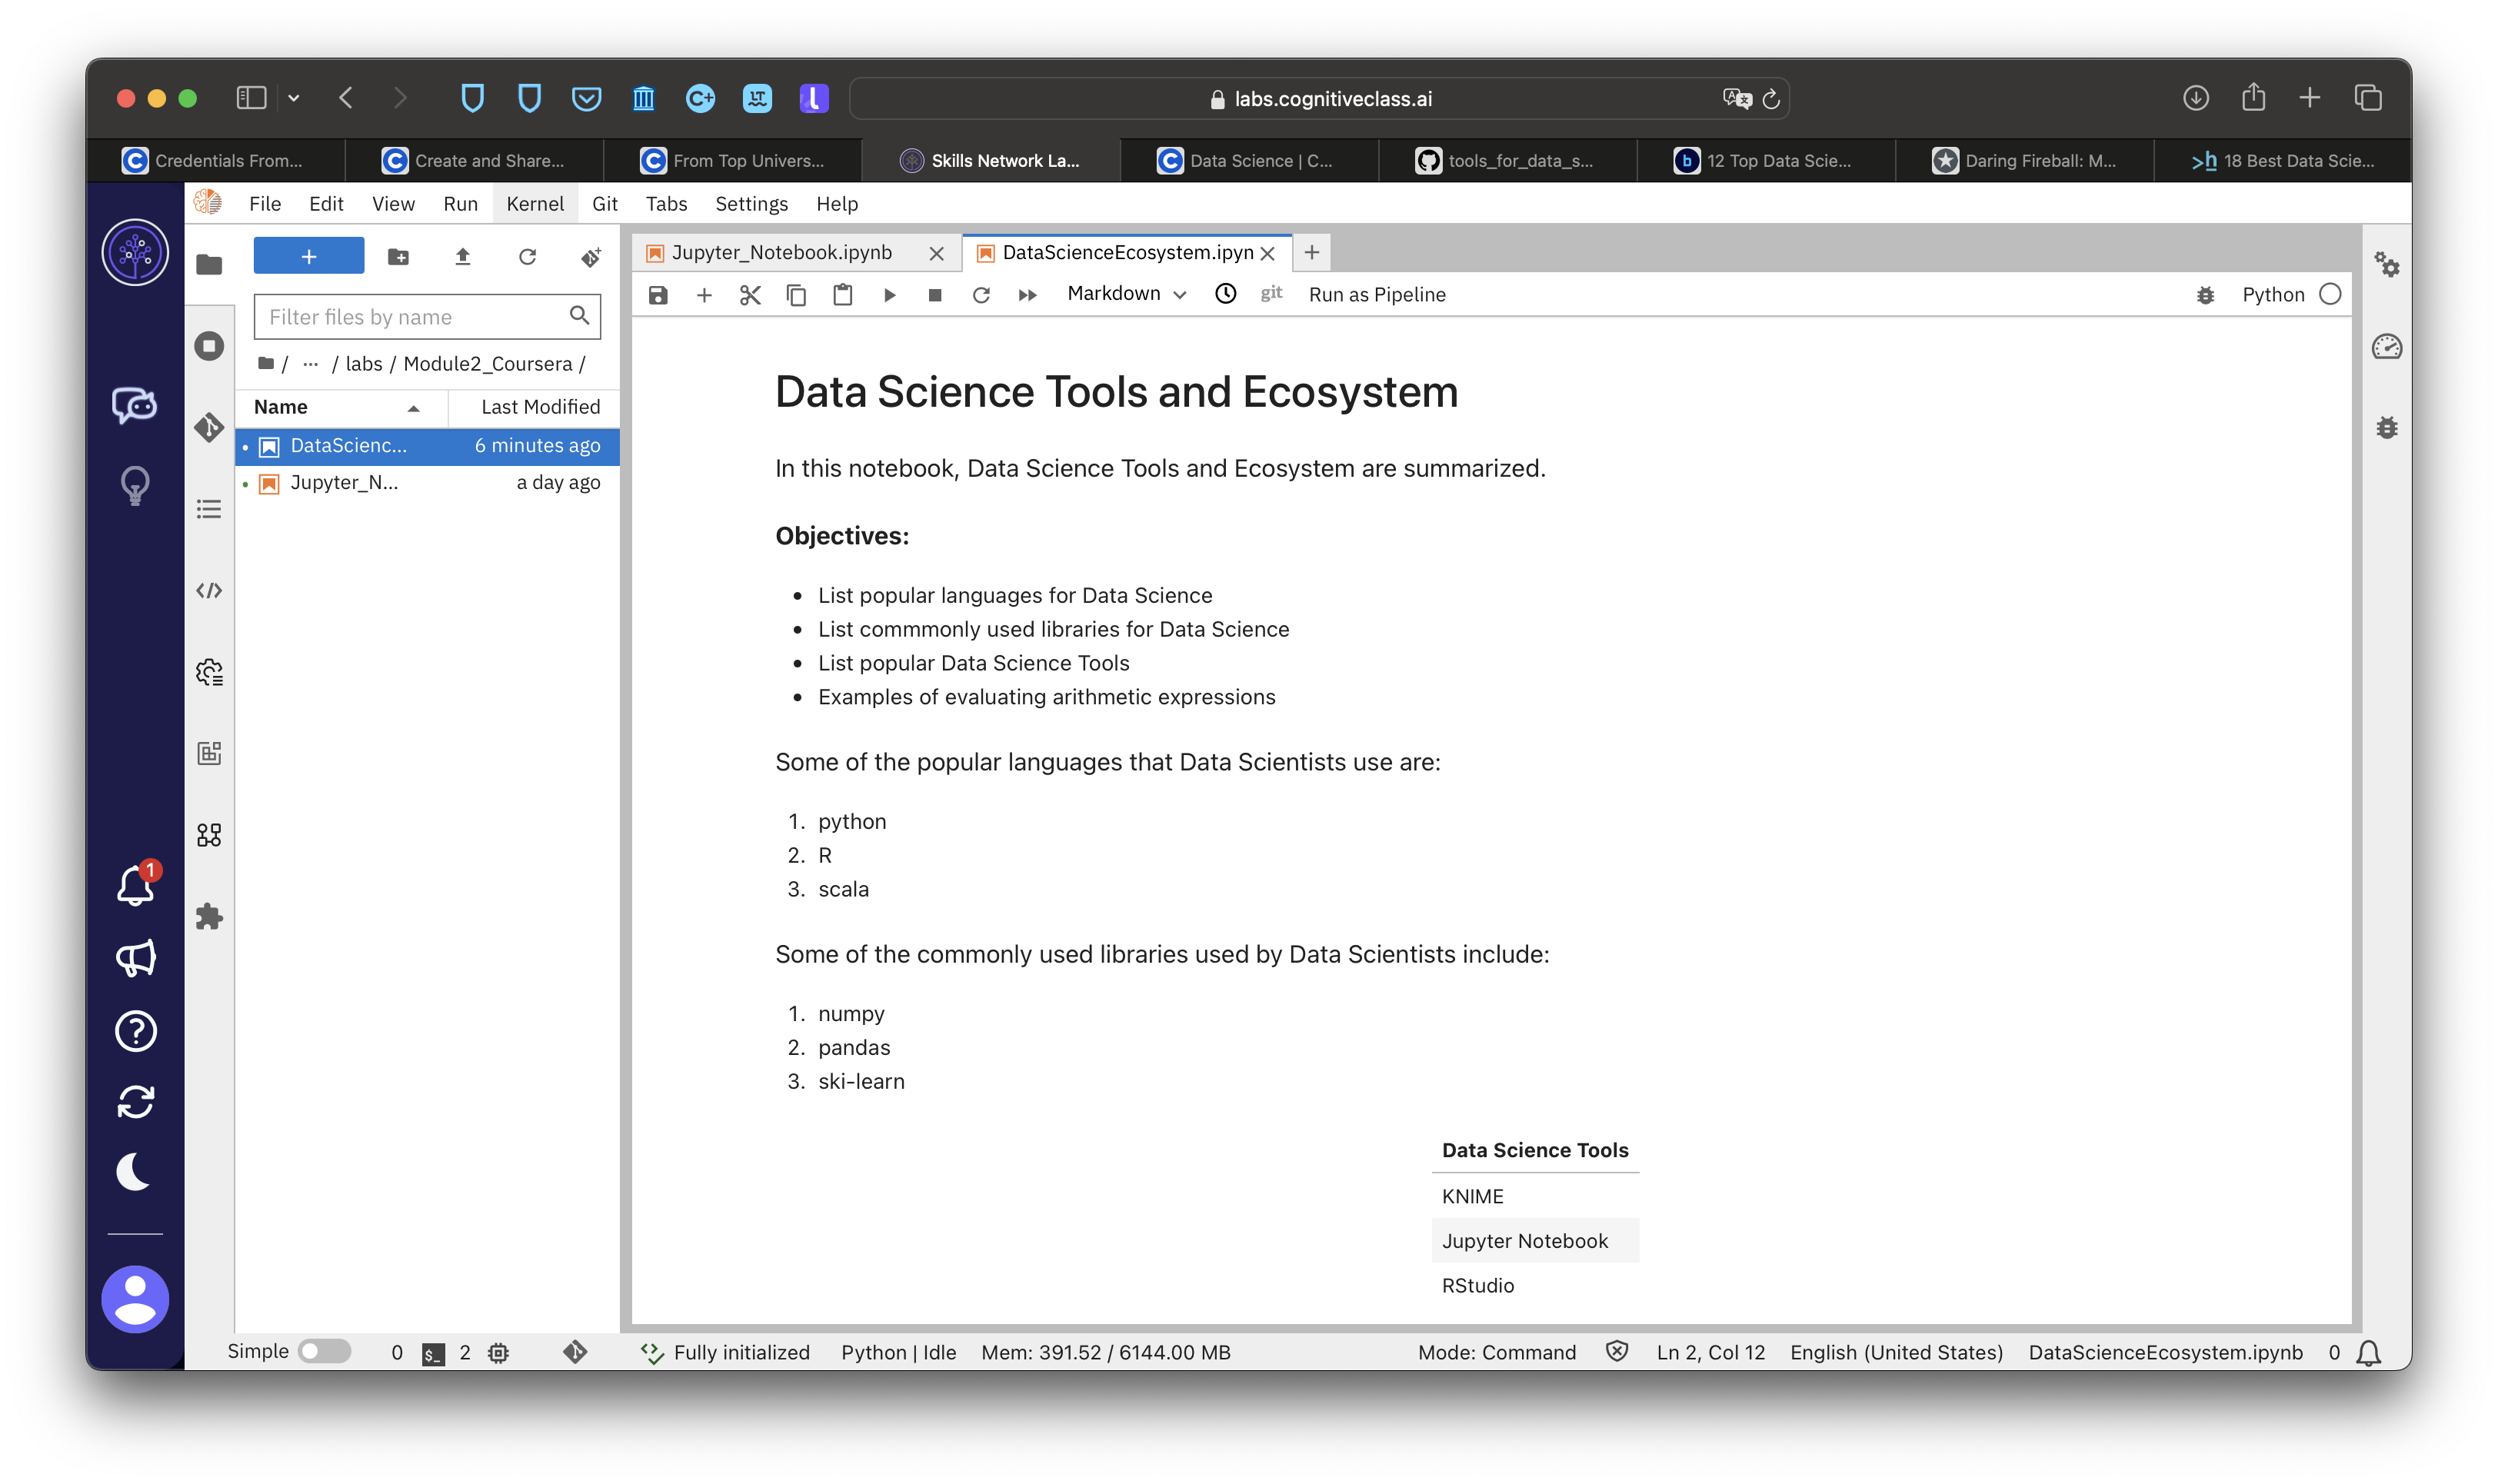 labs.cognitiveclass.ai
Credentials From...
Create and Share...
From Top Univers...
Skills Network La...
Data Science | C...
tools_for_data_s...
12 Top Data Scie...
Daring Fireball: M...
18 Best Data Scie...
File Edit View Run Kernel Git Tabs Settings Help
+
Filter files by name
/ ... / labs / Module2_Coursera /
Name Last Modified
DataScienc... 6 minutes ago
Jupyter_N... a day ago
Jupyter_Notebook.ipynb
DataScienceEcosystem.ipyn
Markdown git Run as Pipeline Python
Data Science Tools and Ecosystem
In this notebook, Data Science Tools and Ecosystem are summarized.
Objectives:
• List popular languages for Data Science
• List commmonly used libraries for Data Science
• List popular Data Science Tools
• Examples of evaluating arithmetic expressions
Some of the popular languages that Data Scientists use are:
1. python
2. R
3. scala
Some of the commonly used libraries used by Data Scientists include:
1. numpy
2. pandas
3. ski-learn
Data Science Tools
KNIME
Jupyter Notebook
RStudio
1
Simple 0 $_ 2 Fully initialized Python | Idle Mem: 391.52 / 6144.00 MB Mode: Command Ln 2, Col 12 English (United States) DataScienceEcosystem.ipynb 0